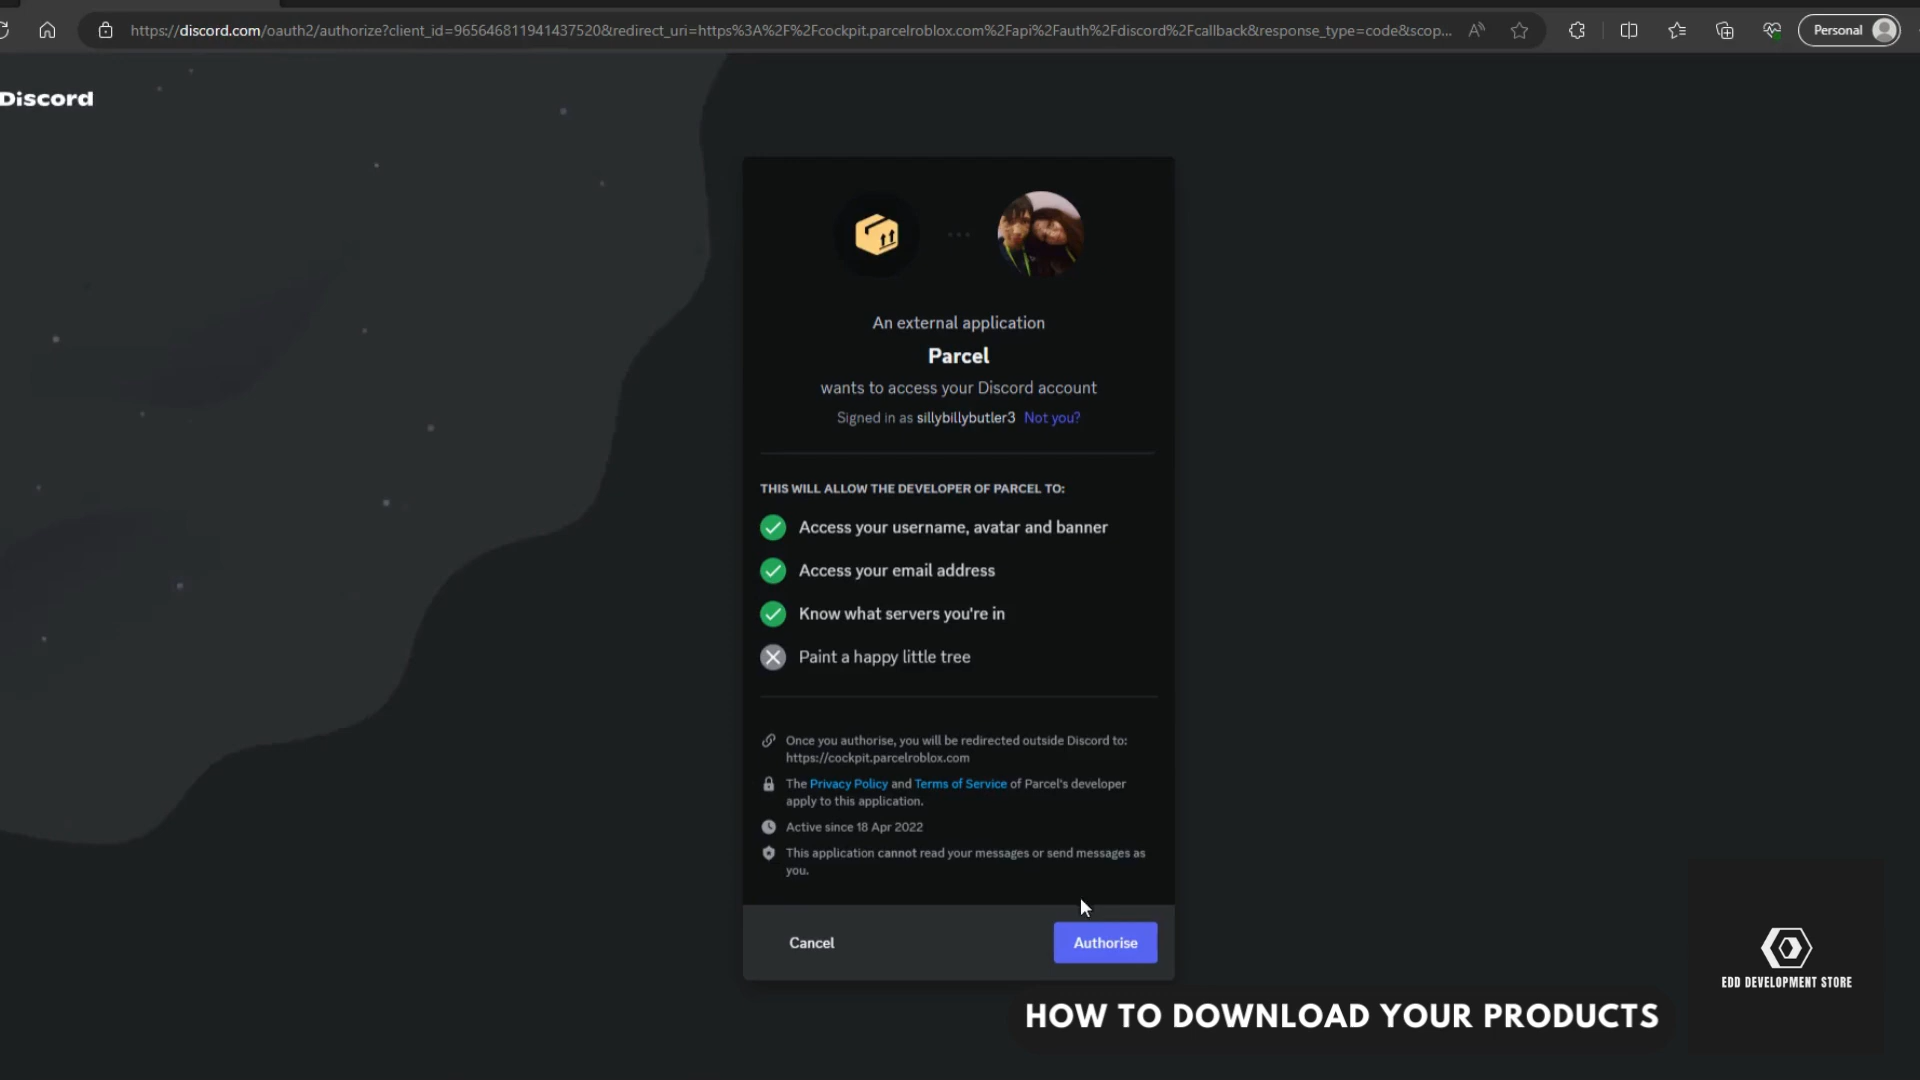 https://discord.com/oauth2/authorize?client_id=965646811941437520&redirect_uri=https%3A%2F%2Fcockpit.parcelroblox.com%2Fapi%2Fauth%2Fdiscord%2Fcallback&response_type=code&scop...
Personal
Discord
An external application
Parcel
wants to access your Discord account
Signed in as sillybillybutler3 Not you?
THIS WILL ALLOW THE DEVELOPER OF PARCEL TO:
Access your username, avatar and banner
Access your email address
Know what servers you're in
Paint a happy little tree
Once you authorise, you will be redirected outside Discord to:
https://cockpit.parcelroblox.com
The Privacy Policy and Terms of Service of Parcel's developer
apply to this application.
Active since 18 Apr 2022
This application cannot read your messages or send messages as
you.
Cancel
Authorise
EDD DEVELOPMENT STORE
HOW TO DOWNLOAD YOUR PRODUCTS